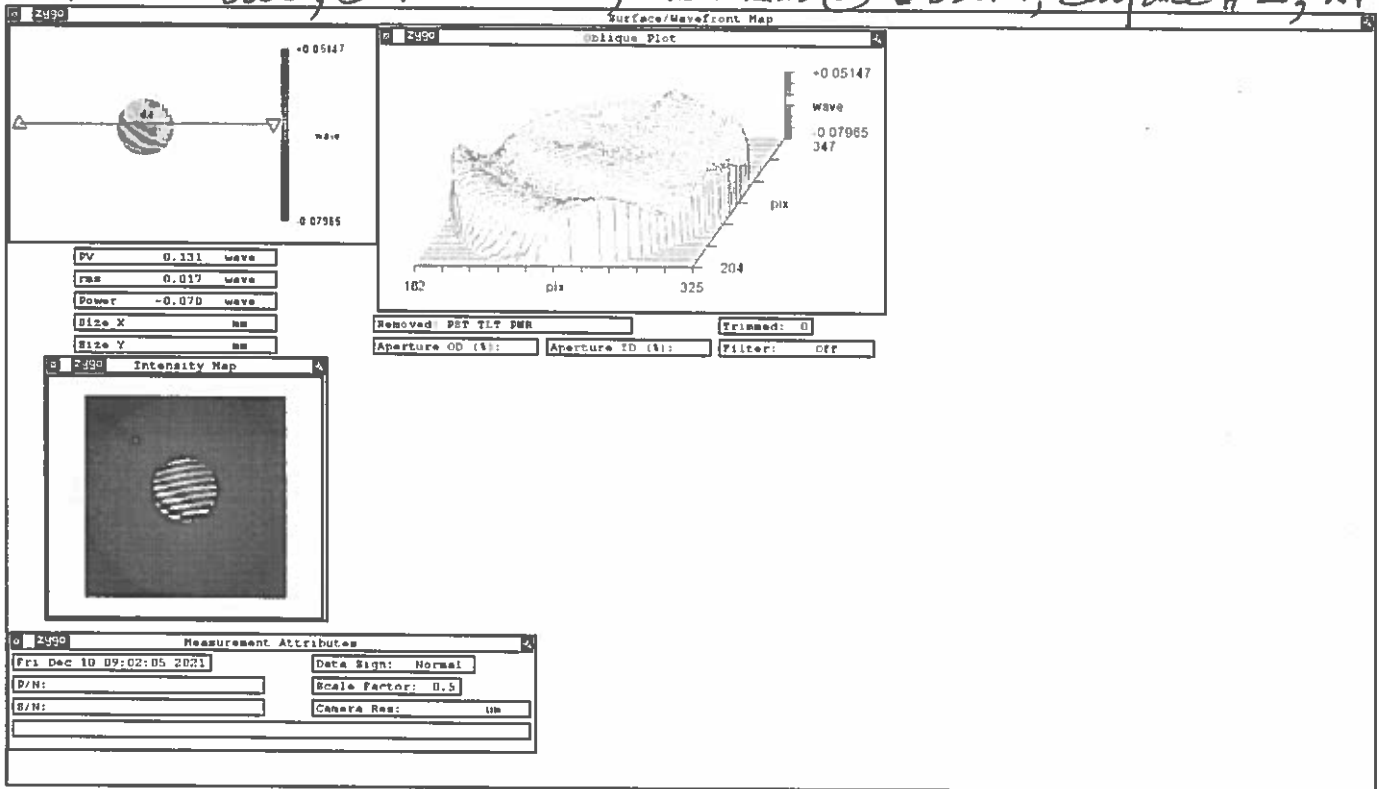 zygo Surface/Wavefront Map
+0.05147
wave
-0.07965
zygo Oblique Plot
+0.05147
wave
-0.07965
347
pix
204
182 pix 325
PV 0.131 wave
rms 0.017 wave
Power -0.070 wave
Size X mm
Size Y mm
Removed: PST TLT PWR
Trimmed: 0
Aperture OD (%):
Aperture ID (%):
Filter: Off
zygo Intensity Map
zygo Measurement Attributes
Fri Dec 10 09:02:05 2021
Data Sign: Normal
P/N:
Scale Factor: 0.5
S/N:
Camera Res: um